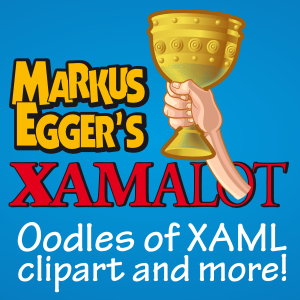 MARKUS
EGGER'S
XAMALOT
Oodles of XAML
clipart and more!